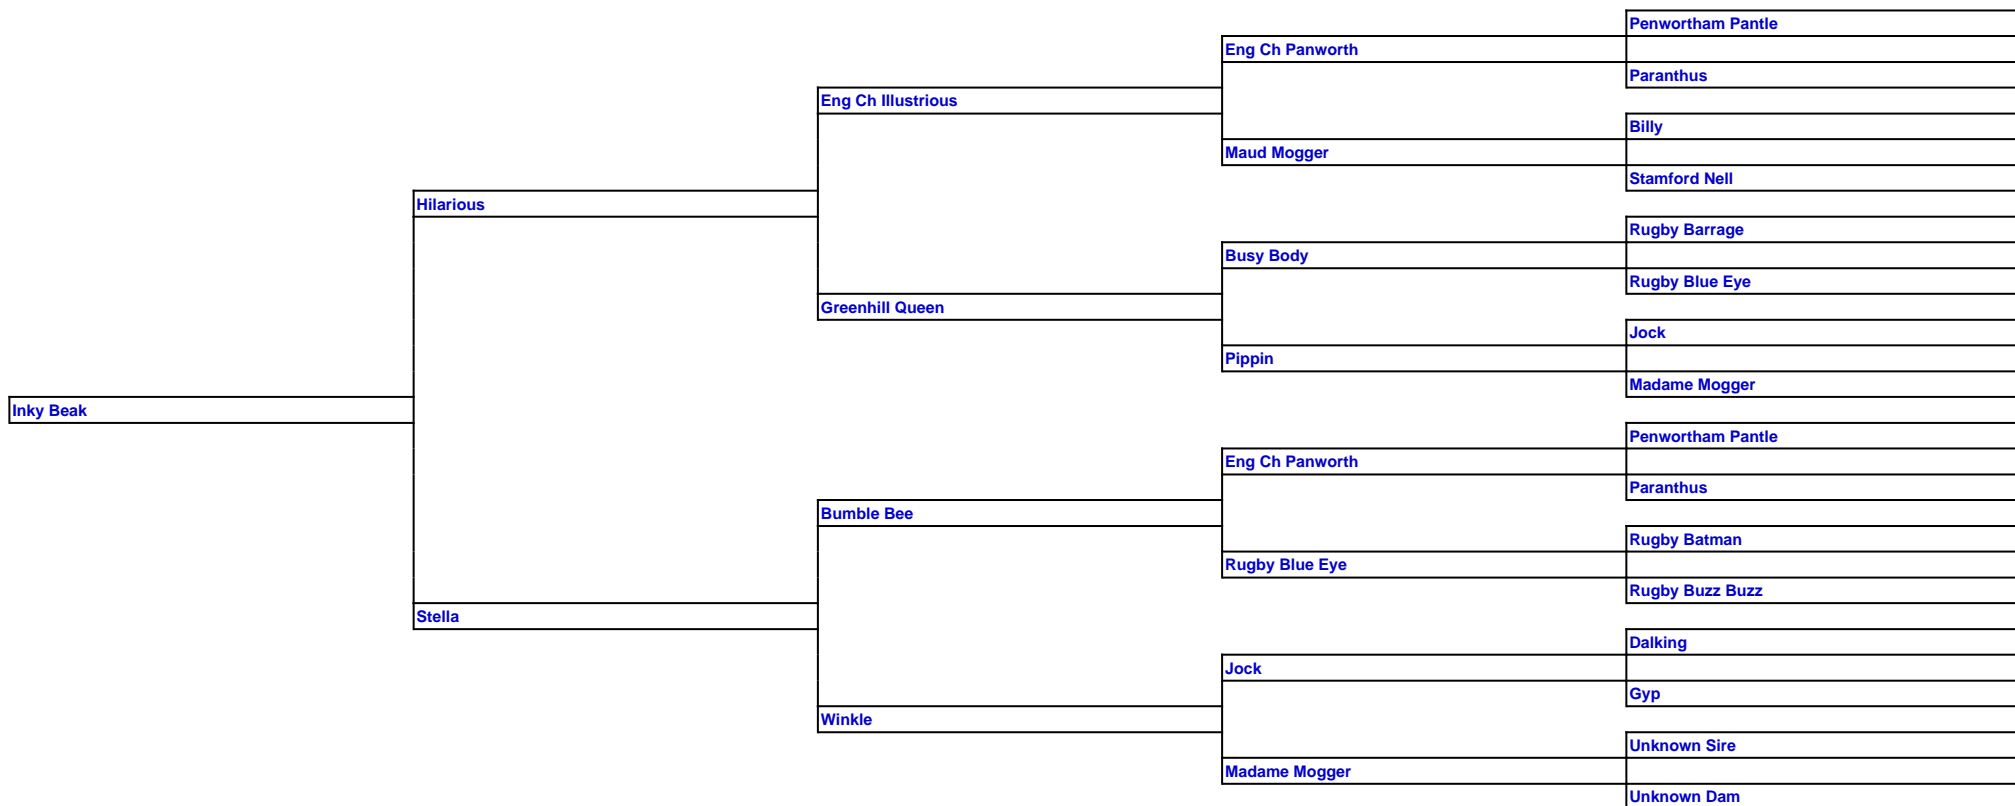 Penwortham Pantle
Eng Ch Panworth
Paranthus
Eng Ch Illustrious
Billy
Maud Mogger
Stamford Nell
Hilarious
Rugby Barrage
Busy Body
Rugby Blue Eye
Greenhill Queen
Jock
Pippin
Madame Mogger
Inky Beak
Penwortham Pantle
Eng Ch Panworth
Paranthus
Bumble Bee
Rugby Batman
Rugby Blue Eye
Rugby Buzz Buzz
Stella
Dalking
Jock
Gyp
Winkle
Unknown Sire
Madame Mogger
Unknown Dam